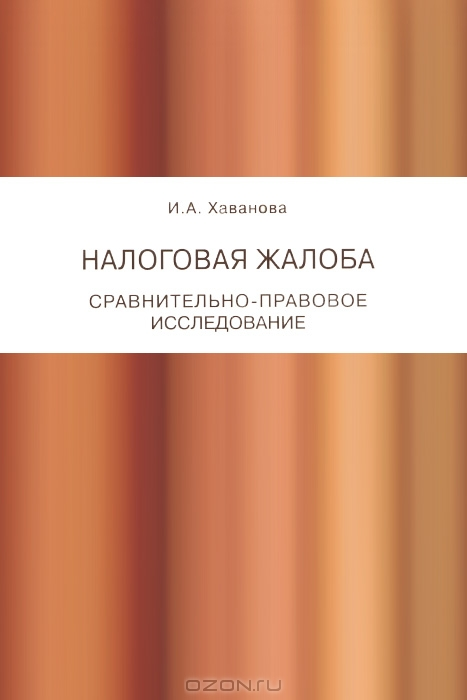 И.А. Хаванова
НАЛОГОВАЯ ЖАЛОБА
СРАВНИТЕЛЬНО-ПРАВОВОЕ
ИССЛЕДОВАНИЕ
OZON.RU